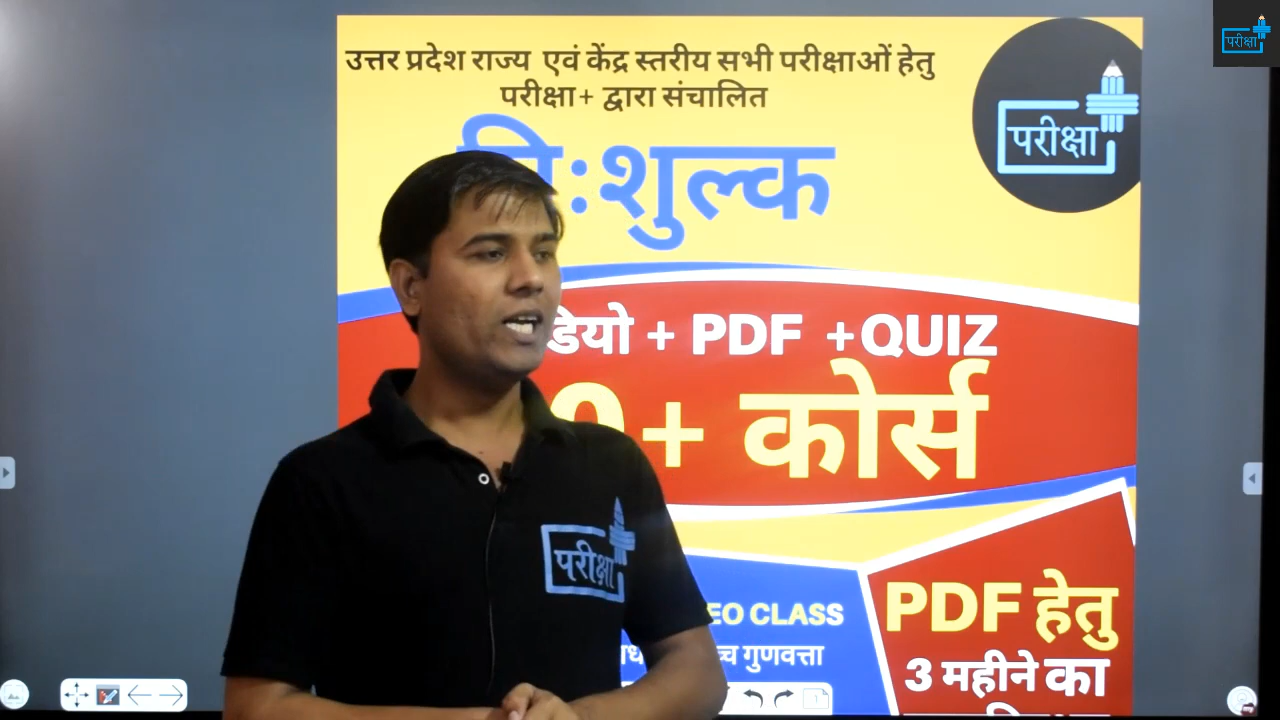 उत्तर प्रदेश राज्य एवं केंद्र स्तरीय सभी परीक्षाओं हेतु
परीक्षा+ द्वारा संचालित
परीक्षा
परीक्षा
:शुल्क
डियो + PDF +QUIZ
+ कोर्स
परीक्षा
EO CLASS
च्च गुणवत्ता
PDF हेतु
3 महीने का